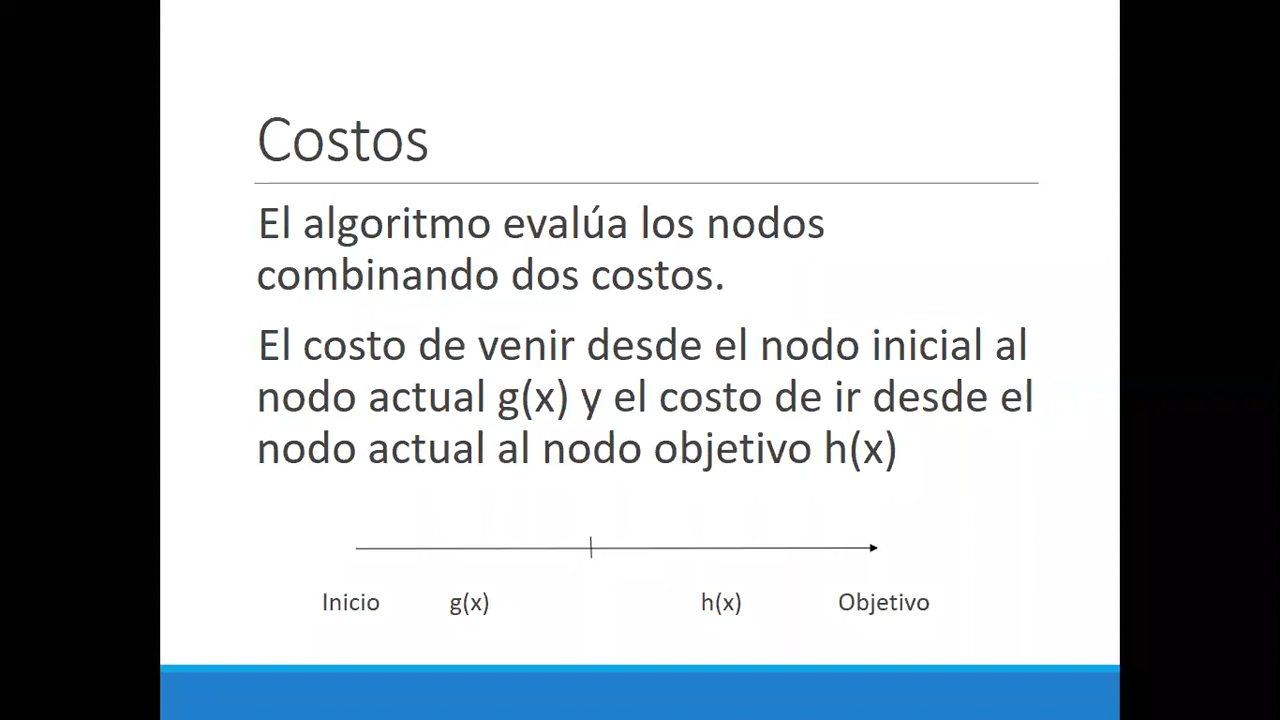 Costos
El algoritmo evalúa los nodos
combinando dos costos.
El costo de venir desde el nodo inicial al
nodo actual g(x) y el costo de ir desde el
nodo actual al nodo objetivo h(x)
Inicio g(x) h(x) Objetivo